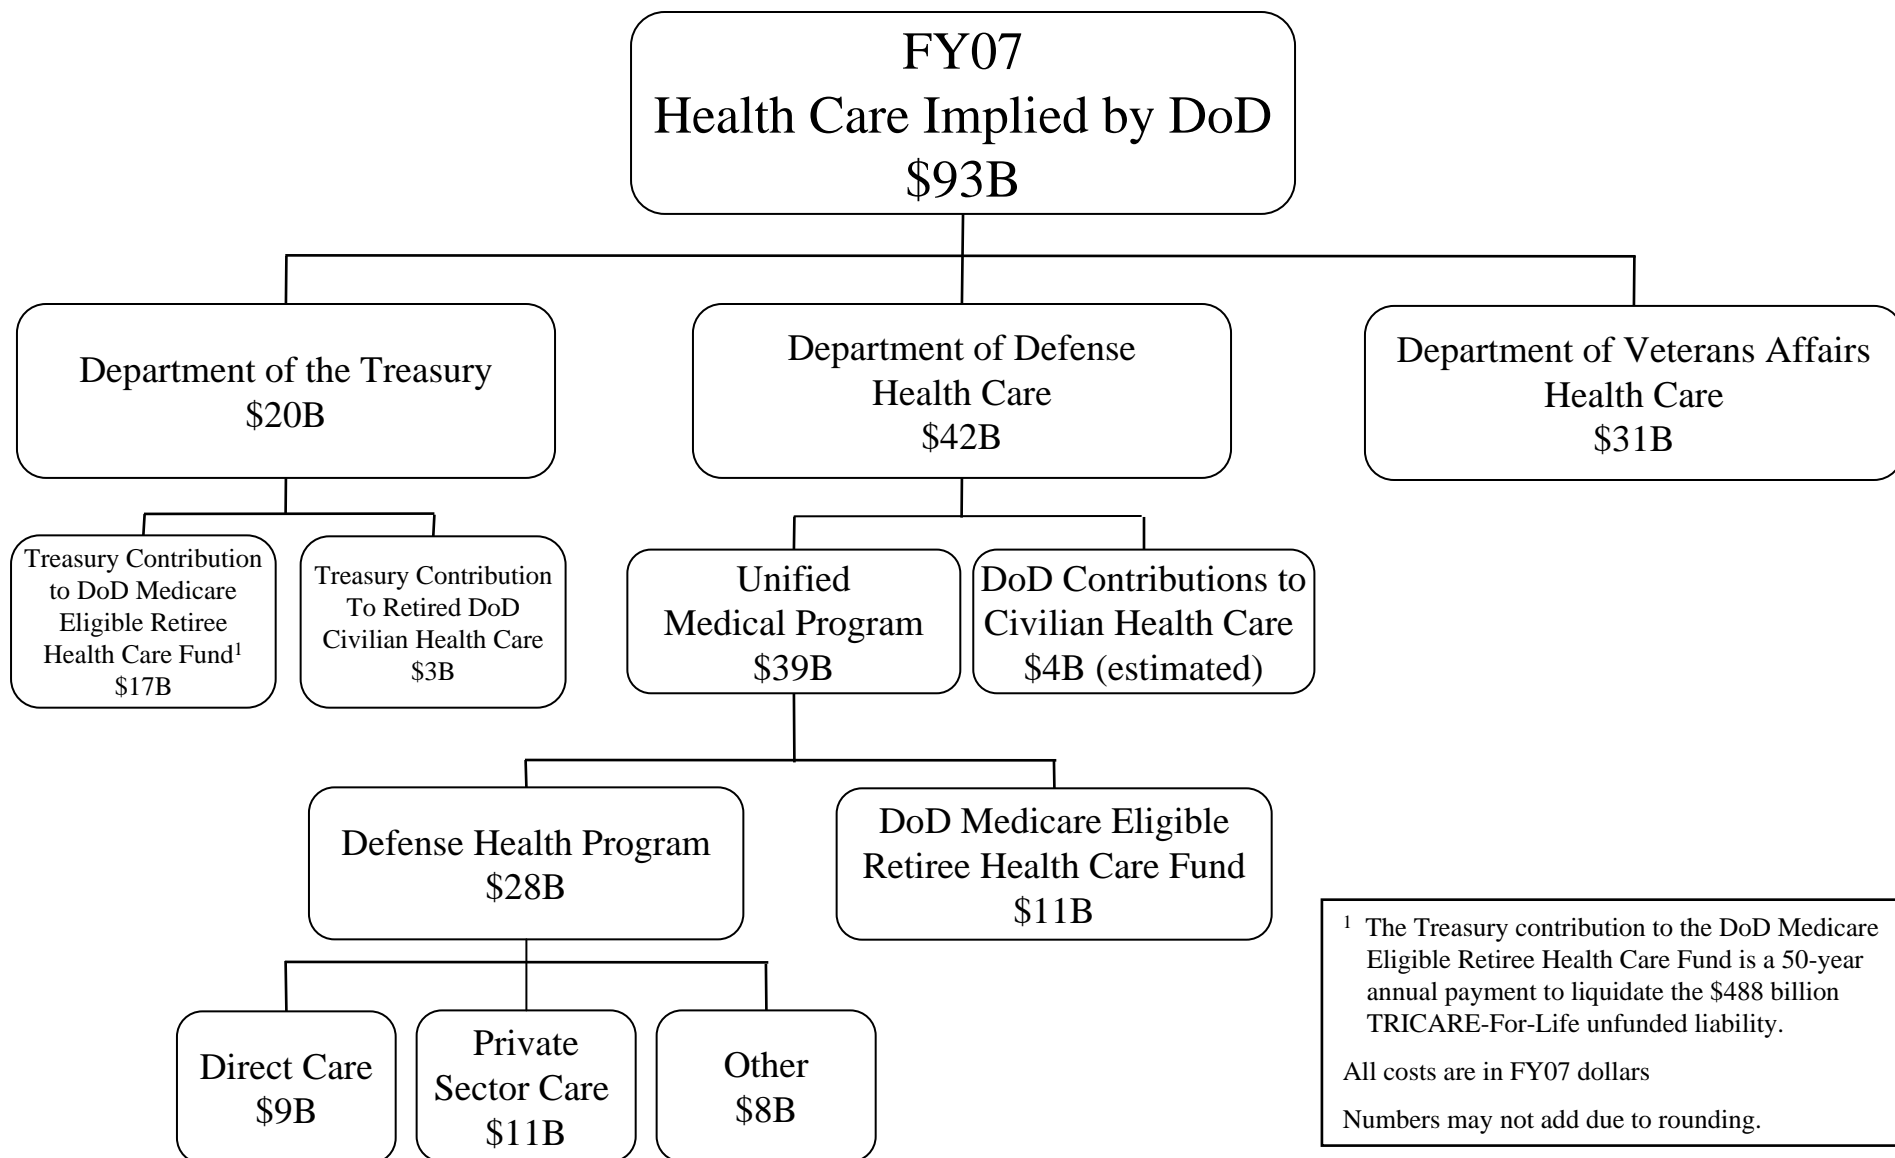 FY07
Health Care Implied by DoD
$93B
Department of the Treasury
$20B
Department of Defense
Health Care
$42B
Department of Veterans Affairs
Health Care
$31B
Treasury Contribution
to DoD Medicare
Eligible Retiree
Health Care Fund¹
$17B
Treasury Contribution
To Retired DoD
Civilian Health Care
$3B
Unified
Medical Program
$39B
DoD Contributions to
Civilian Health Care
$4B (estimated)
Defense Health Program
$28B
DoD Medicare Eligible
Retiree Health Care Fund
$11B
Direct Care
$9B
Private
Sector Care
$11B
Other
$8B
¹ The Treasury contribution to the DoD Medicare
Eligible Retiree Health Care Fund is a 50-year
annual payment to liquidate the $488 billion
TRICARE-For-Life unfunded liability.
All costs are in FY07 dollars
Numbers may not add due to rounding.